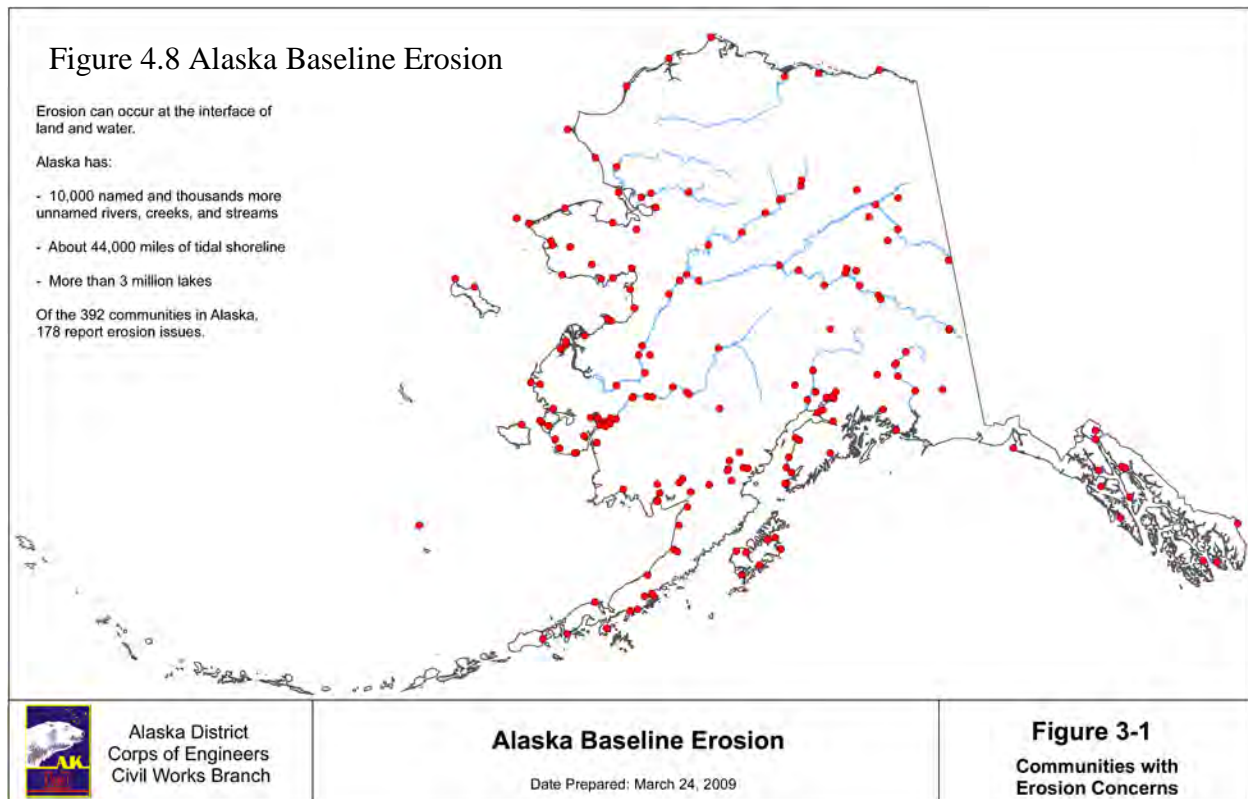 Figure 4.8 Alaska Baseline Erosion
Erosion can occur at the interface of
land and water.
Alaska has:
- 10,000 named and thousands more
unnamed rivers, creeks, and streams
- About 44,000 miles of tidal shoreline
- More than 3 million lakes
Of the 392 communities in Alaska,
178 report erosion issues.
AK
Alaska District
Corps of Engineers
Civil Works Branch
Alaska Baseline Erosion
Date Prepared: March 24, 2009
Figure 3-1
Communities with
Erosion Concerns